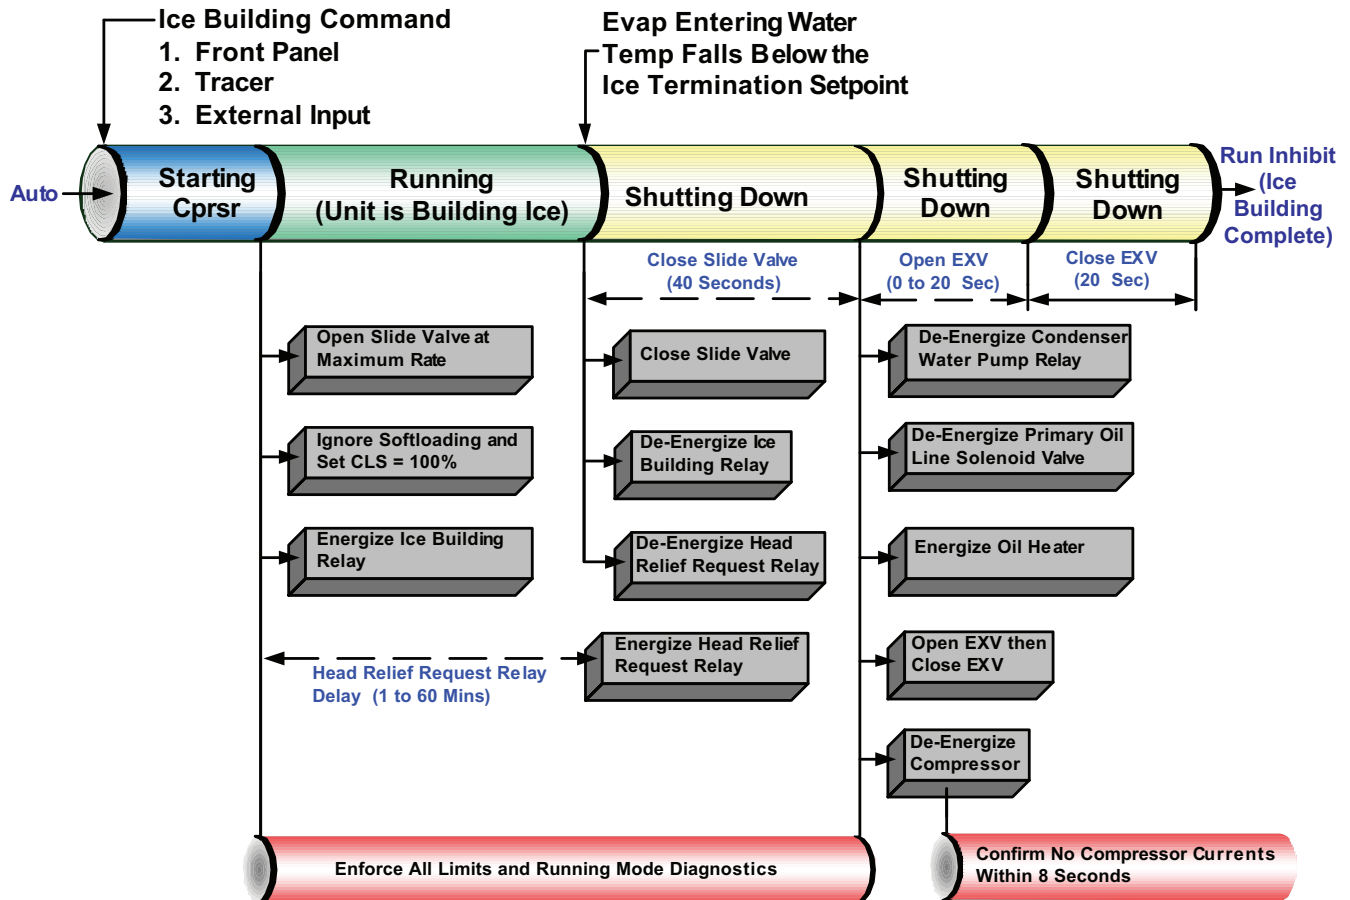 Ice Building Command
1. Front Panel
2. Tracer
3. External Input
Evap Entering Water
Temp Falls Below the
Ice Termination Setpoint
Auto
Starting
Cprsr
Running
(Unit is Building Ice)
Shutting Down
Shutting
Down
Shutting
Down
Run Inhibit
(Ice
Building
Complete)
Close Slide Valve
(40 Seconds)
Open EXV
(0 to 20 Sec)
Close EXV
(20 Sec)
Open Slide Valve at
Maximum Rate
Close Slide Valve
De-Energize Condenser
Water Pump Relay
Ignore Softloading and
Set CLS = 100%
De-Energize Ice
Building Relay
De-Energize Primary Oil
Line Solenoid Valve
Energize Ice Building
Relay
De-Energize Head
Relief Request Relay
Energize Oil Heater
Head Relief Request Relay
Delay (1 to 60 Mins)
Energize Head Relief
Request Relay
Open EXV then
Close EXV
De-Energize
Compressor
Enforce All Limits and Running Mode Diagnostics
Confirm No Compressor Currents
Within 8 Seconds